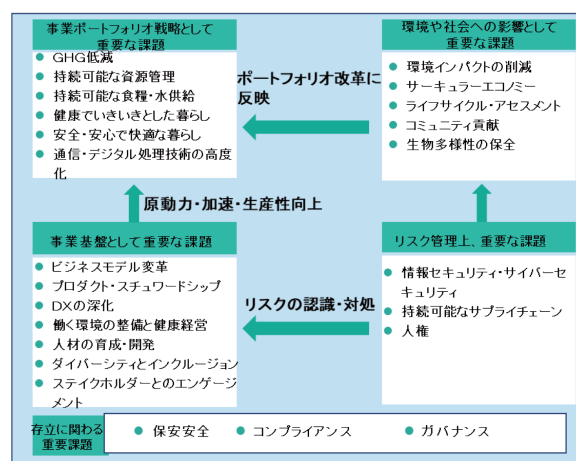 事業ポートフォリオ戦略として
重要な課題
GHG低減
持続可能な資源管理
持続可能な食糧・水供給
健康でいきいきとした暮らし
安全・安心で快適な暮らし
通信・デジタル処理技術の高度
化
ポートフォリオ改革に
反映
環境や社会への影響として
重要な課題
環境インパクトの削減
サーキュラーエコノミー
ライフサイクル・アセスメント
コミュニティ貢献
生物多様性の保全
原動力・加速・生産性向上
事業基盤として重要な課題
ビジネスモデル変革
プロダクト・スチュワードシップ
DXの深化
働く環境の整備と健康経営
人材の育成・開発
ダイバーシティとインクルージョン
ステイクホルダーとのエンゲージ
メント
リスクの認識・対処
リスク管理上、重要な課題
情報セキュリティ・サイバーセ
キュリティ
持続可能なサプライチェーン
人権
存立に関わる
重要課題
保安安全
コンプライアンス
ガバナンス